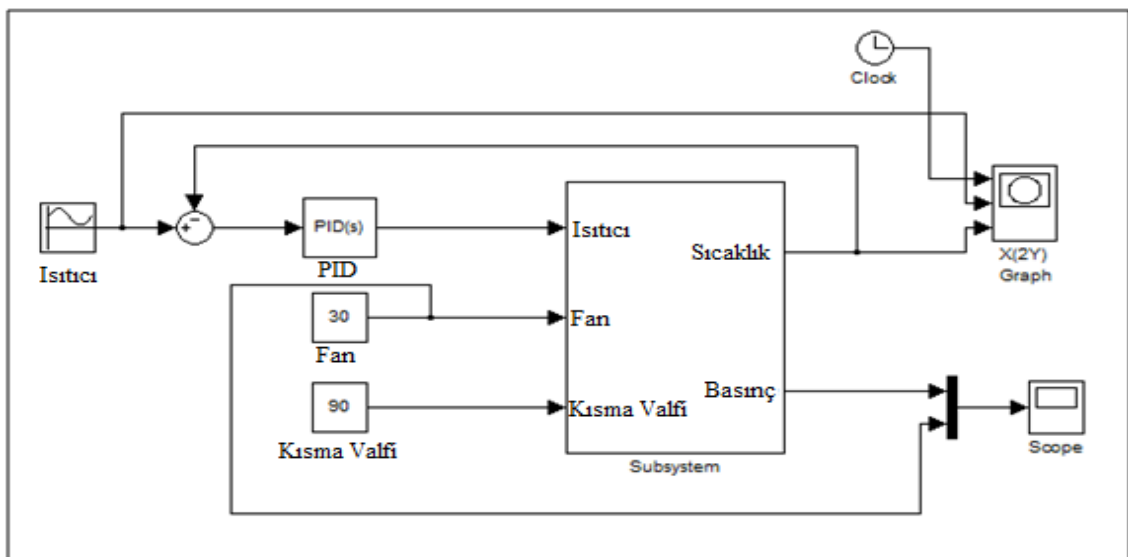 Clock
X(2Y)
Graph
Isıtıcı
+
−
PID(s)
PID
Isıtıcı
Sıcaklık
30
Fan
Fan
Basınç
90
Kısma Valfi
Kısma Valfi
Subsystem
Scope